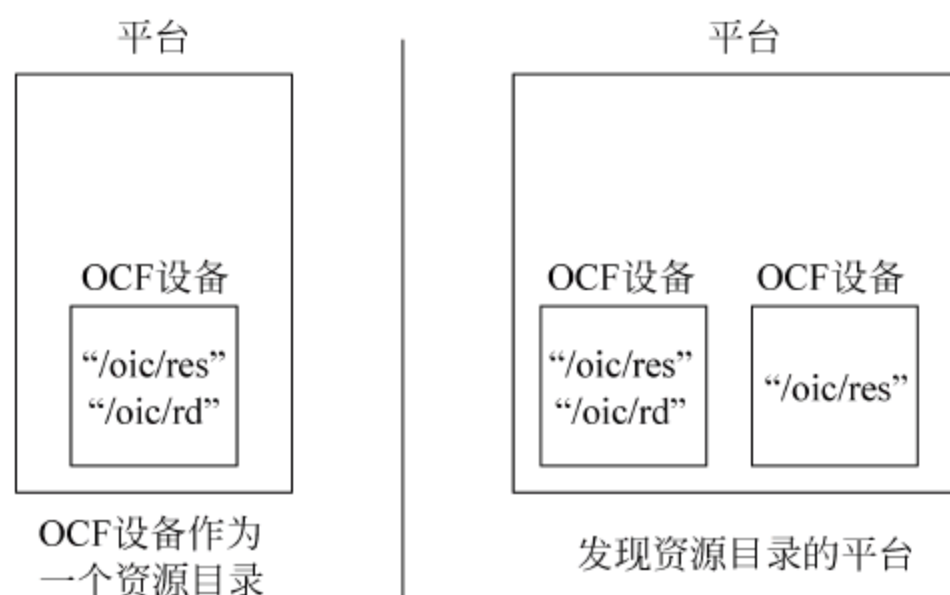 平台
OCF设备
“/oic/res”
“/oic/rd”
OCF设备作为
一个资源目录
平台
OCF设备
“/oic/res”
“/oic/rd”
OCF设备
“/oic/res”
发现资源目录的平台